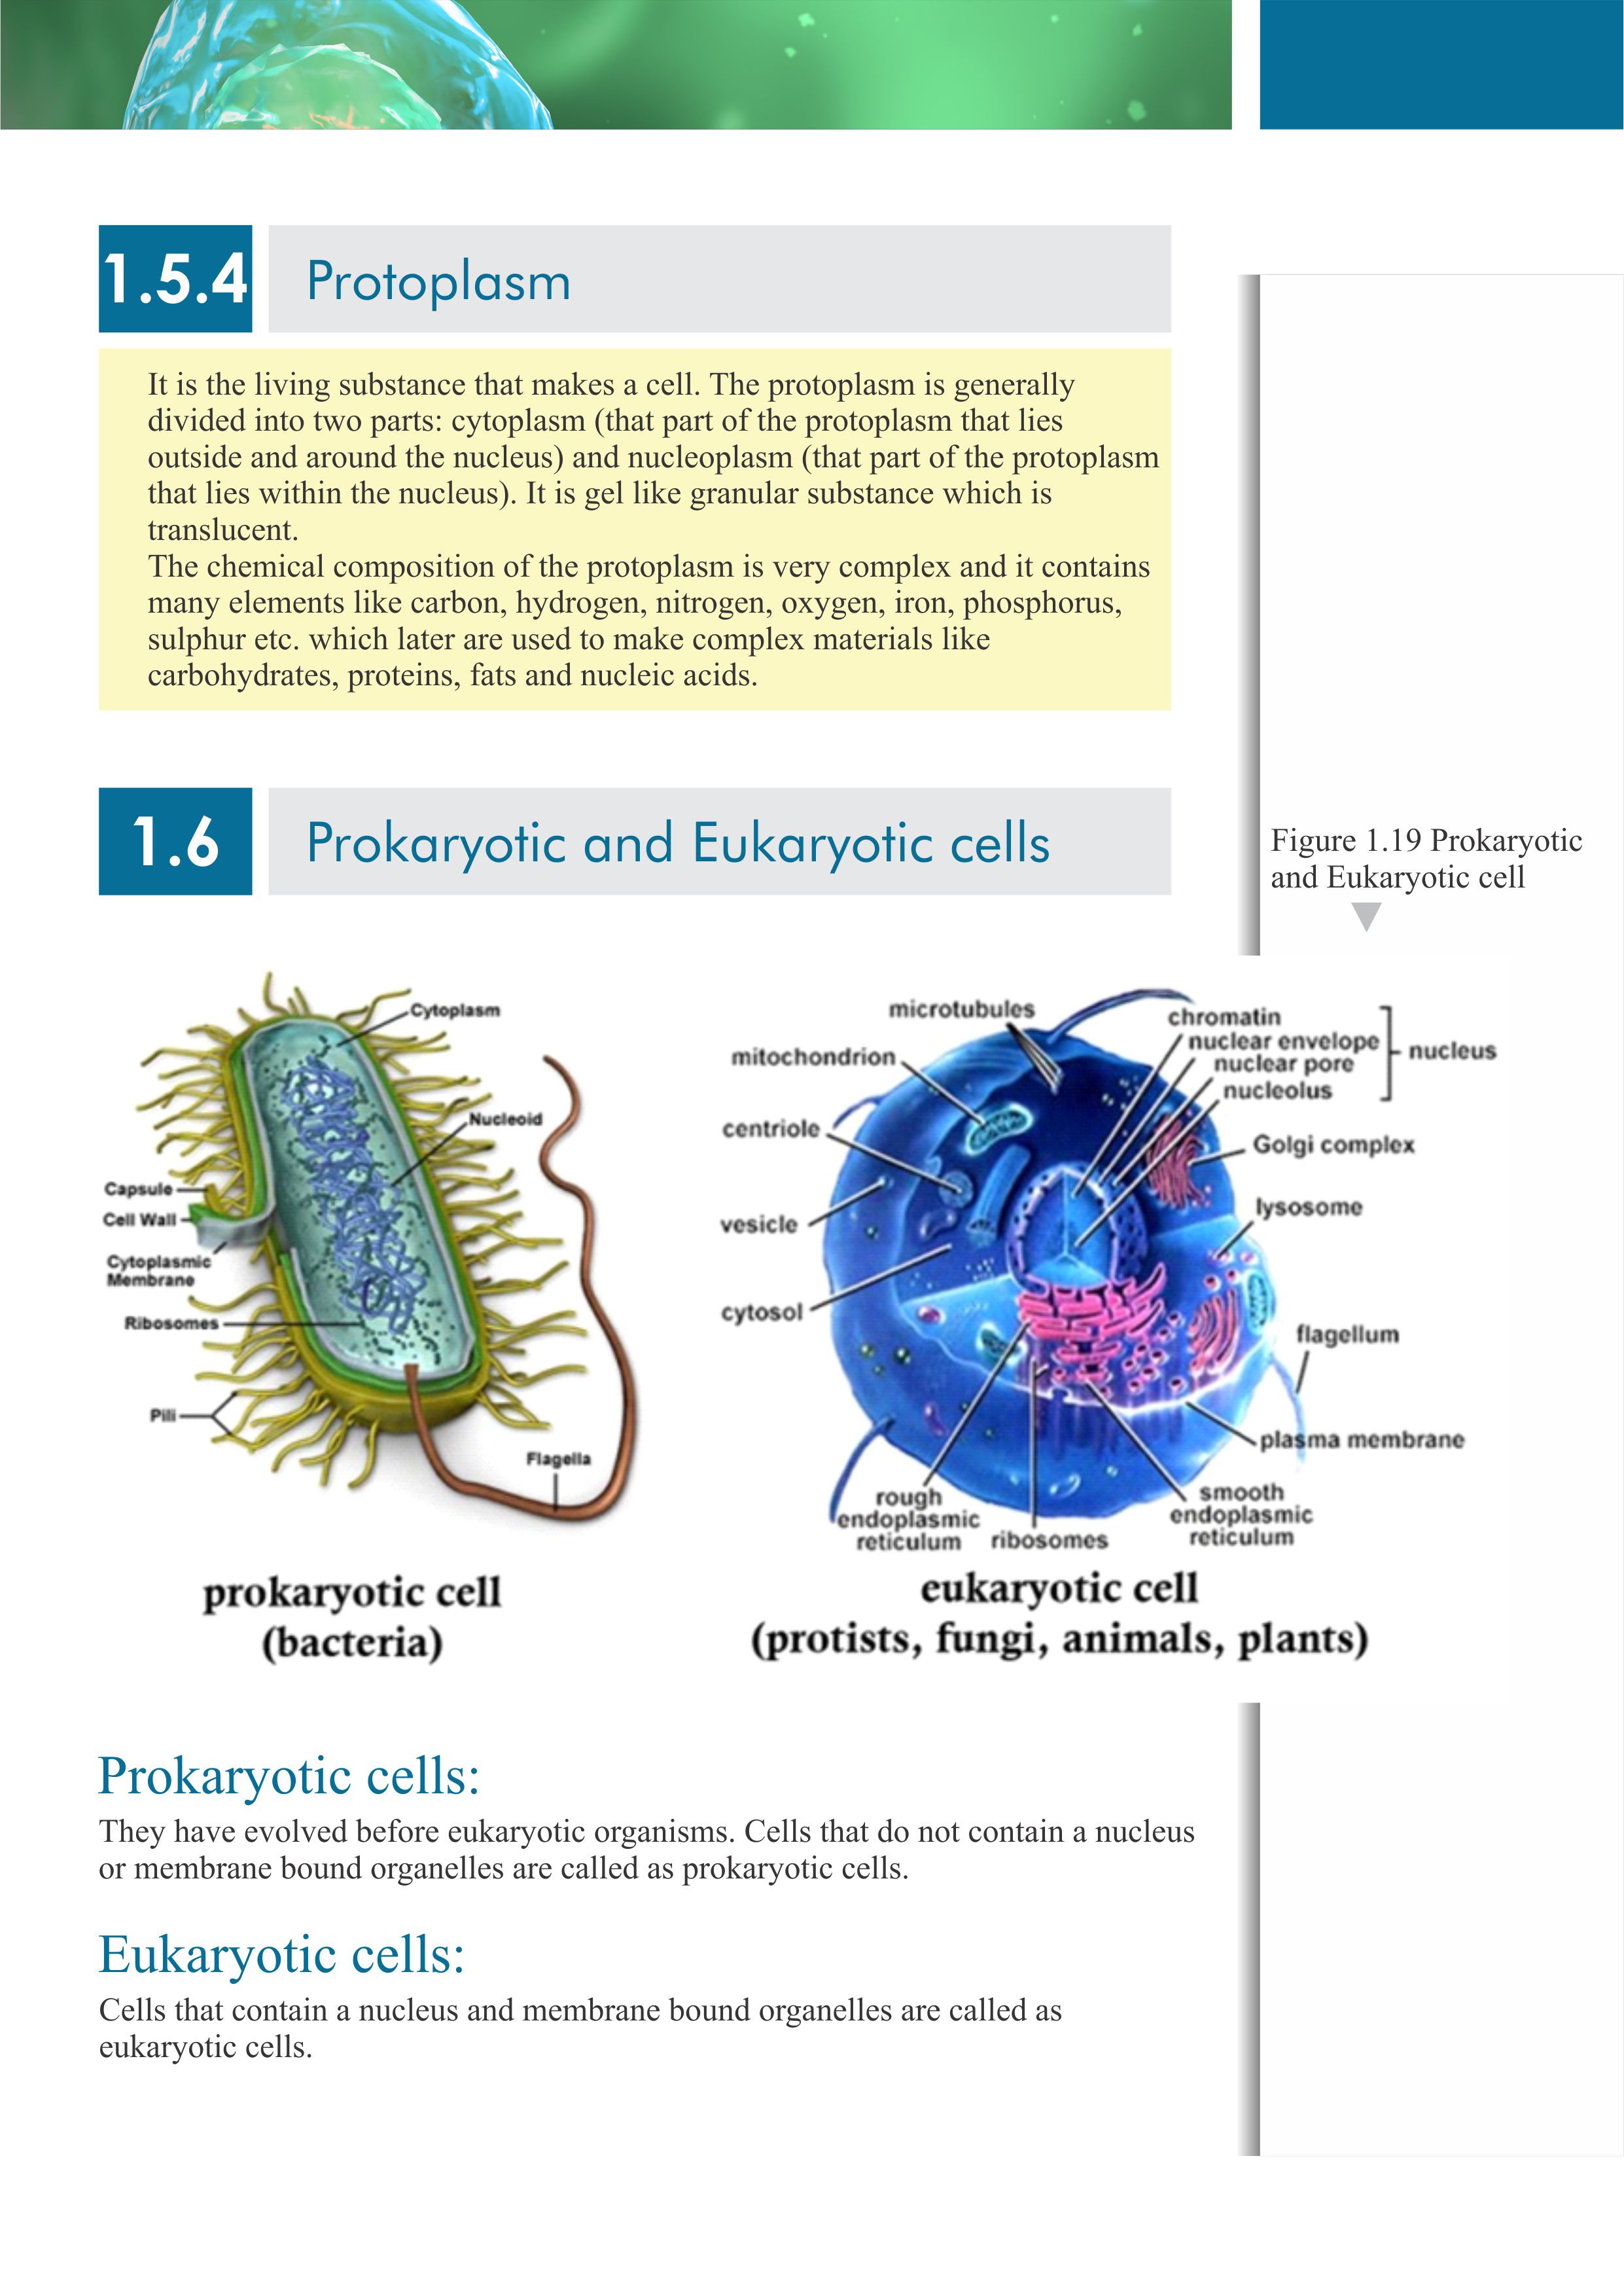 1.5.4 Protoplasm
It is the living substance that makes a cell. The protoplasm is generally
divided into two parts: cytoplasm (that part of the protoplasm that lies
outside and around the nucleus) and nucleoplasm (that part of the protoplasm
that lies within the nucleus). It is gel like granular substance which is
translucent.
The chemical composition of the protoplasm is very complex and it contains
many elements like carbon, hydrogen, nitrogen, oxygen, iron, phosphorus,
sulphur etc. which later are used to make complex materials like
carbohydrates, proteins, fats and nucleic acids.
1.6 Prokaryotic and Eukaryotic cells
Figure 1.19 Prokaryotic
and Eukaryotic cell
Cytoplasm
Nucleoid
Capsule
Cell Wall
Cytoplasmic
Membrane
Ribosomes
Pili
Flagella
prokaryotic cell
(bacteria)
microtubules
mitochondrion
centriole
vesicle
cytosol
chromatin
nuclear envelope
nuclear pore
nucleolus
nucleus
Golgi complex
lysosome
flagellum
plasma membrane
rough
endoplasmic
reticulum
ribosomes
smooth
endoplasmic
reticulum
eukaryotic cell
(protists, fungi, animals, plants)
Prokaryotic cells:
They have evolved before eukaryotic organisms. Cells that do not contain a nucleus
or membrane bound organelles are called as prokaryotic cells.
Eukaryotic cells:
Cells that contain a nucleus and membrane bound organelles are called as
eukaryotic cells.